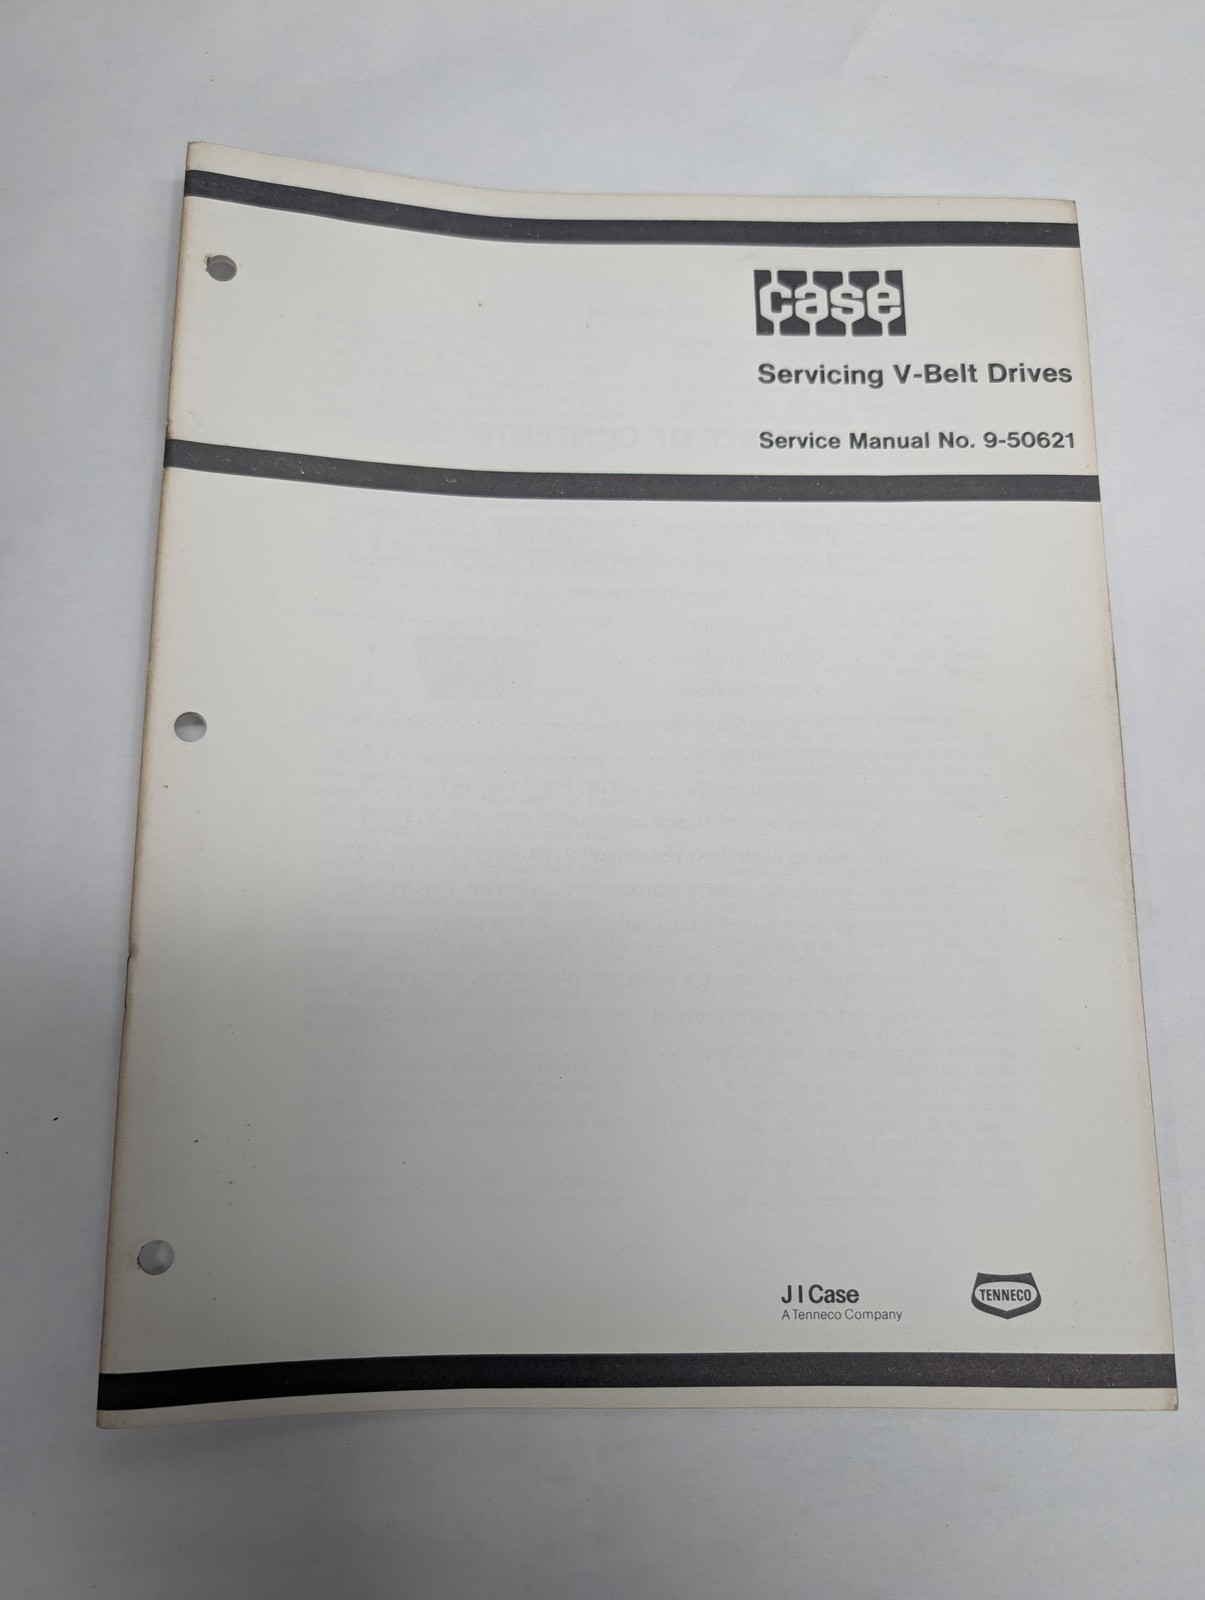 case
Servicing V-Belt Drives
Service Manual No. 9-50621
J I Case
A Tenneco Company
TENNECO